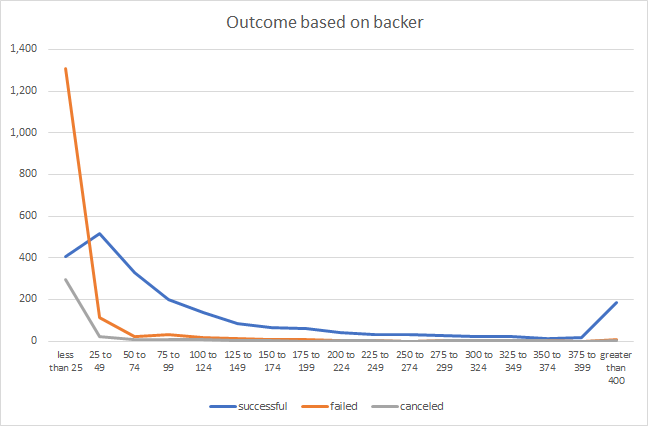 Outcome based on backer
1,400
1,200
1,000
800
600
400
200
0
less than 25
25 to 49
50 to 74
75 to 99
100 to 124
125 to 149
150 to 174
175 to 199
200 to 224
225 to 249
250 to 274
275 to 299
300 to 324
325 to 349
350 to 374
375 to 399
greater than 400
successful failed canceled